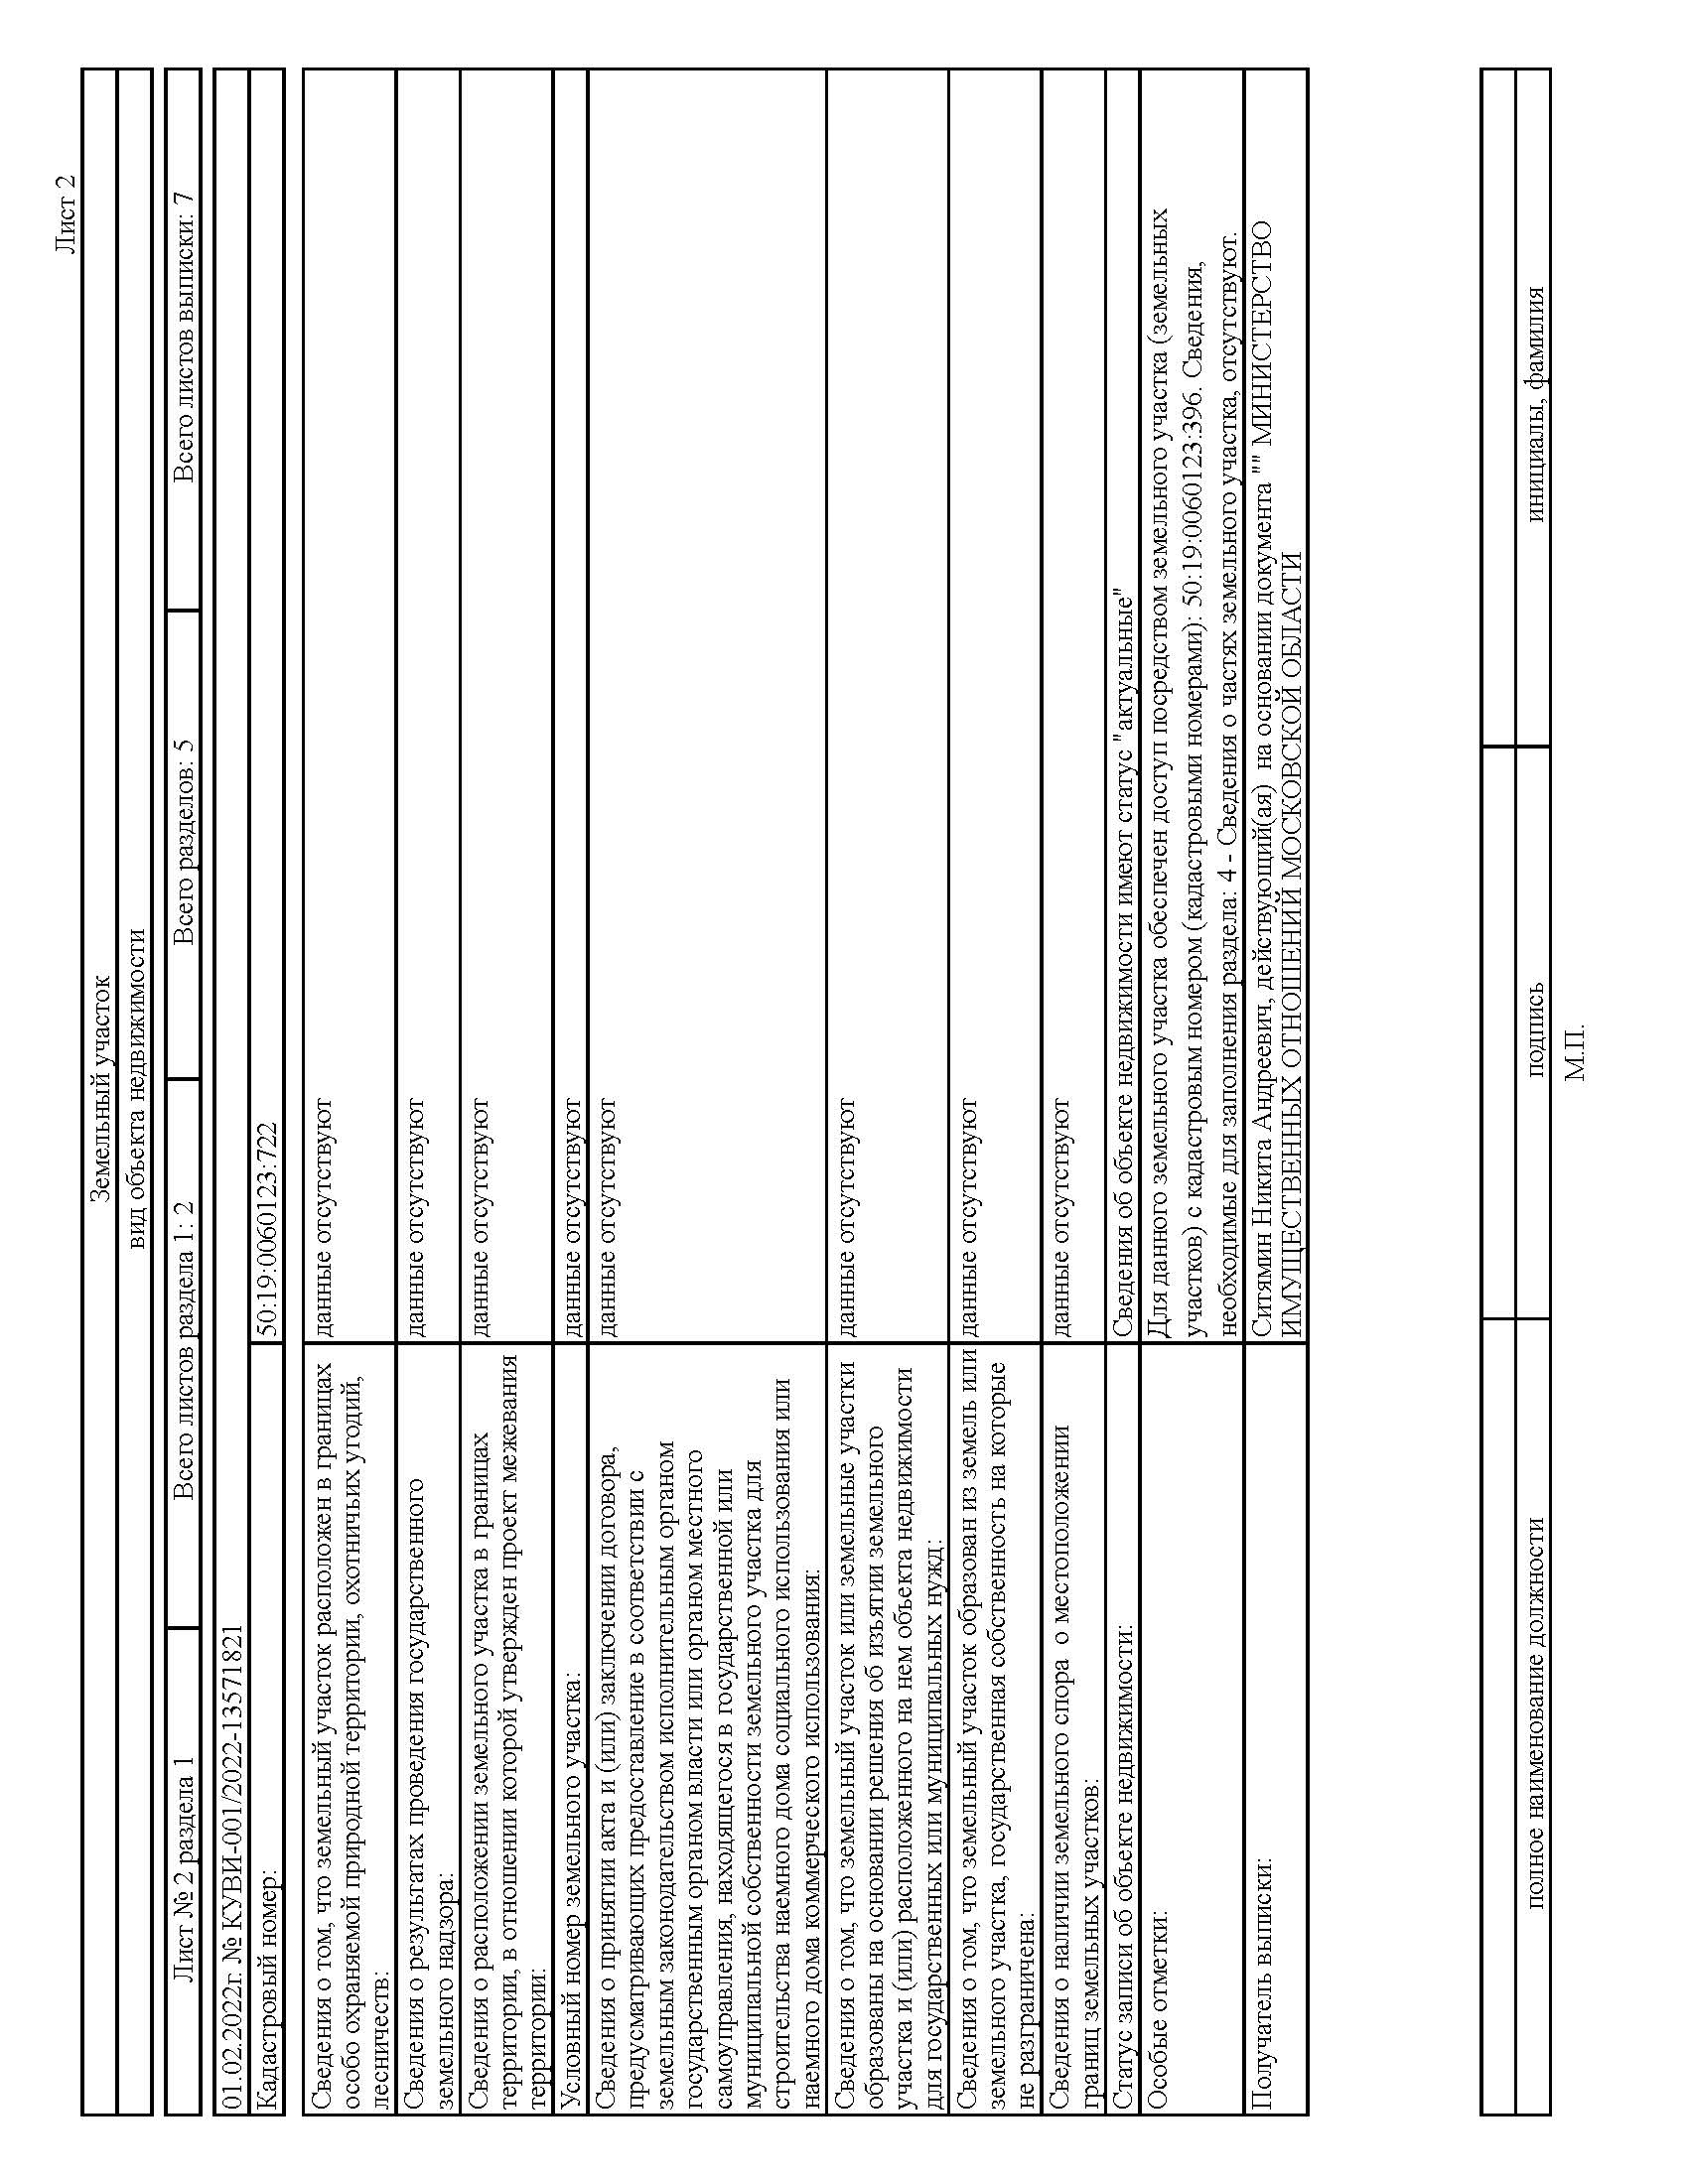 Лист 2
Земельный участок
вид объекта недвижимости
Лист № 2 раздела 1
Всего листов раздела 1: 2
Всего разделов: 5
Всего листов выписки: 7
01.02.2022г. № КУВИ-001/2022-13571821
Кадастровый номер:
50:19:0060123:722
Сведения о том, что земельный участок расположен в границах
особо охраняемой природной территории, охотничьих угодий,
лесничеств:
данные отсутствуют
Сведения о результатах проведения государственного
земельного надзора:
данные отсутствуют
Сведения о расположении земельного участка в границах
территории, в отношении которой утвержден проект межевания
территории:
данные отсутствуют
Условный номер земельного участка:
данные отсутствуют
Сведения о принятии акта и (или) заключении договора,
предусматривающих предоставление в соответствии с
земельным законодательством исполнительным органом
государственным органом власти или органом местного
самоуправления, находящегося в государственной или
муниципальной собственности земельного участка для
строительства наемного дома социального использования или
наемного дома коммерческого использования:
данные отсутствуют
Сведения о том, что земельный участок или земельные участки
образованы на основании решения об изъятии земельного
участка и (или) расположенного на нем объекта недвижимости
для государственных или муниципальных нужд:
данные отсутствуют
Сведения о том, что земельный участок образован из земель или
земельного участка, государственная собственность на которые
не разграничена:
данные отсутствуют
Сведения о наличии земельного спора о местоположении
границ земельных участков:
данные отсутствуют
Статус записи об объекте недвижимости:
Сведения об объекте недвижимости имеют статус "актуальные"
Особые отметки:
Для данного земельного участка обеспечен доступ посредством земельного участка (земельных
участков) с кадастровым номером (кадастровыми номерами): 50:19:0060123:396. Сведения,
необходимые для заполнения раздела: 4 - Сведения о частях земельного участка, отсутствуют.
Получатель выписки:
Ситямин Никита Андреевич, действующий(ая) на основании документа "" МИНИСТЕРСТВО
ИМУЩЕСТВЕННЫХ ОТНОШЕНИЙ МОСКОВСКОЙ ОБЛАСТИ
полное наименование должности
подпись
инициалы, фамилия
М.П.